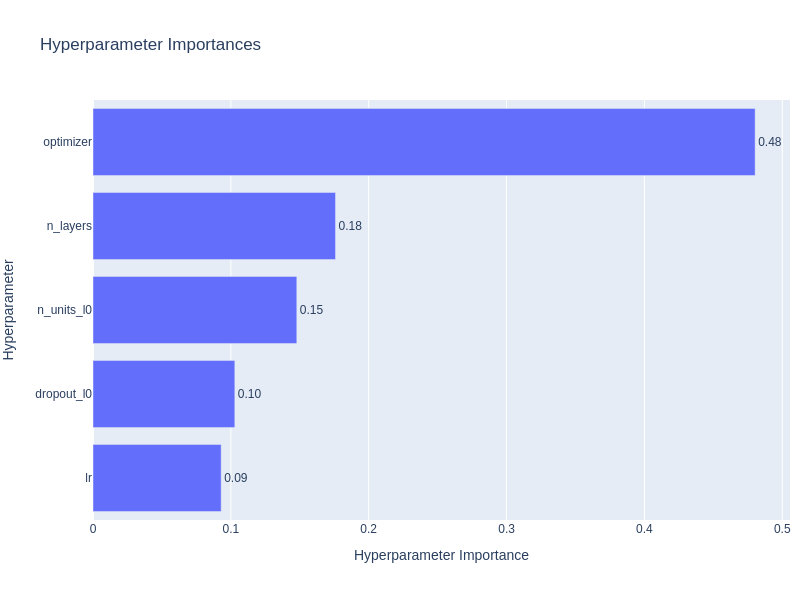 Hyperparameter Importances
optimizer
0.48
n_layers
0.18
n_units_l0
0.15
dropout_l0
0.10
lr
0.09
Hyperparameter
0
0.1
0.2
0.3
0.4
0.5
Hyperparameter Importance